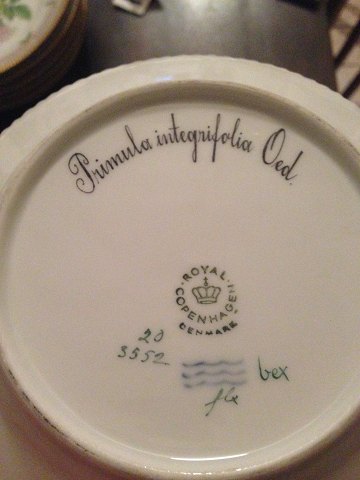 Primula integrifolia Oed.
ROYAL
COPENHAGEN
DENMARK
20
3552
bex